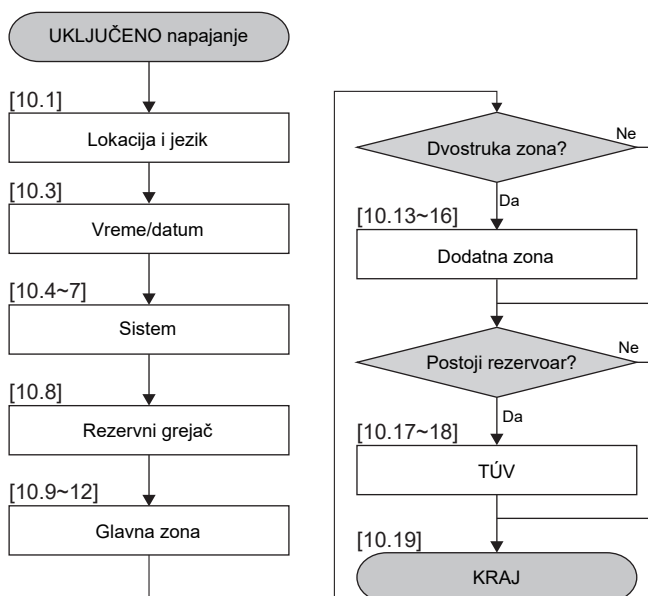 UKLJUČENO napajanje
[10.1]
Lokacija i jezik
[10.3]
Vreme/datum
[10.4~7]
Sistem
[10.8]
Rezervni grejač
[10.9~12]
Glavna zona
Dvostruka zona?
Ne
Da
[10.13~16]
Dodatna zona
Postoji rezervoar?
Ne
Da
[10.17~18]
TÚV
[10.19]
KRAJ